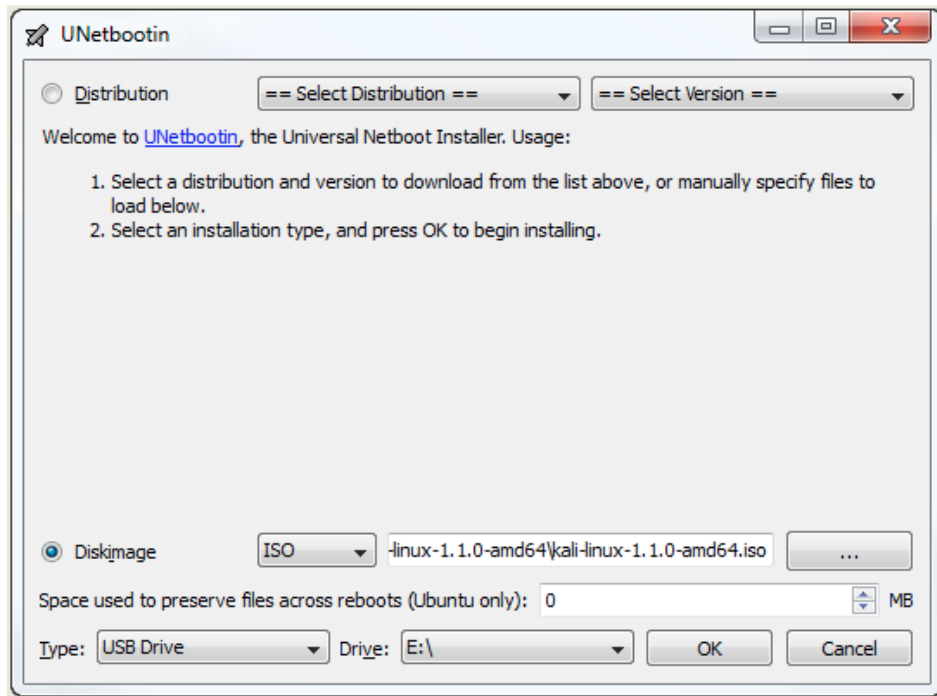 UNetbootin
Distribution == Select Distribution == == Select Version ==
Welcome to UNetbootin, the Universal Netboot Installer. Usage:
1. Select a distribution and version to download from the list above, or manually specify files to
load below.
2. Select an installation type, and press OK to begin installing.
Diskimage ISO -linux-1.1.0-amd64\kali-linux-1.1.0-amd64.iso ...
Space used to preserve files across reboots (Ubuntu only): 0 MB
Type: USB Drive Drive: E:\ OK Cancel